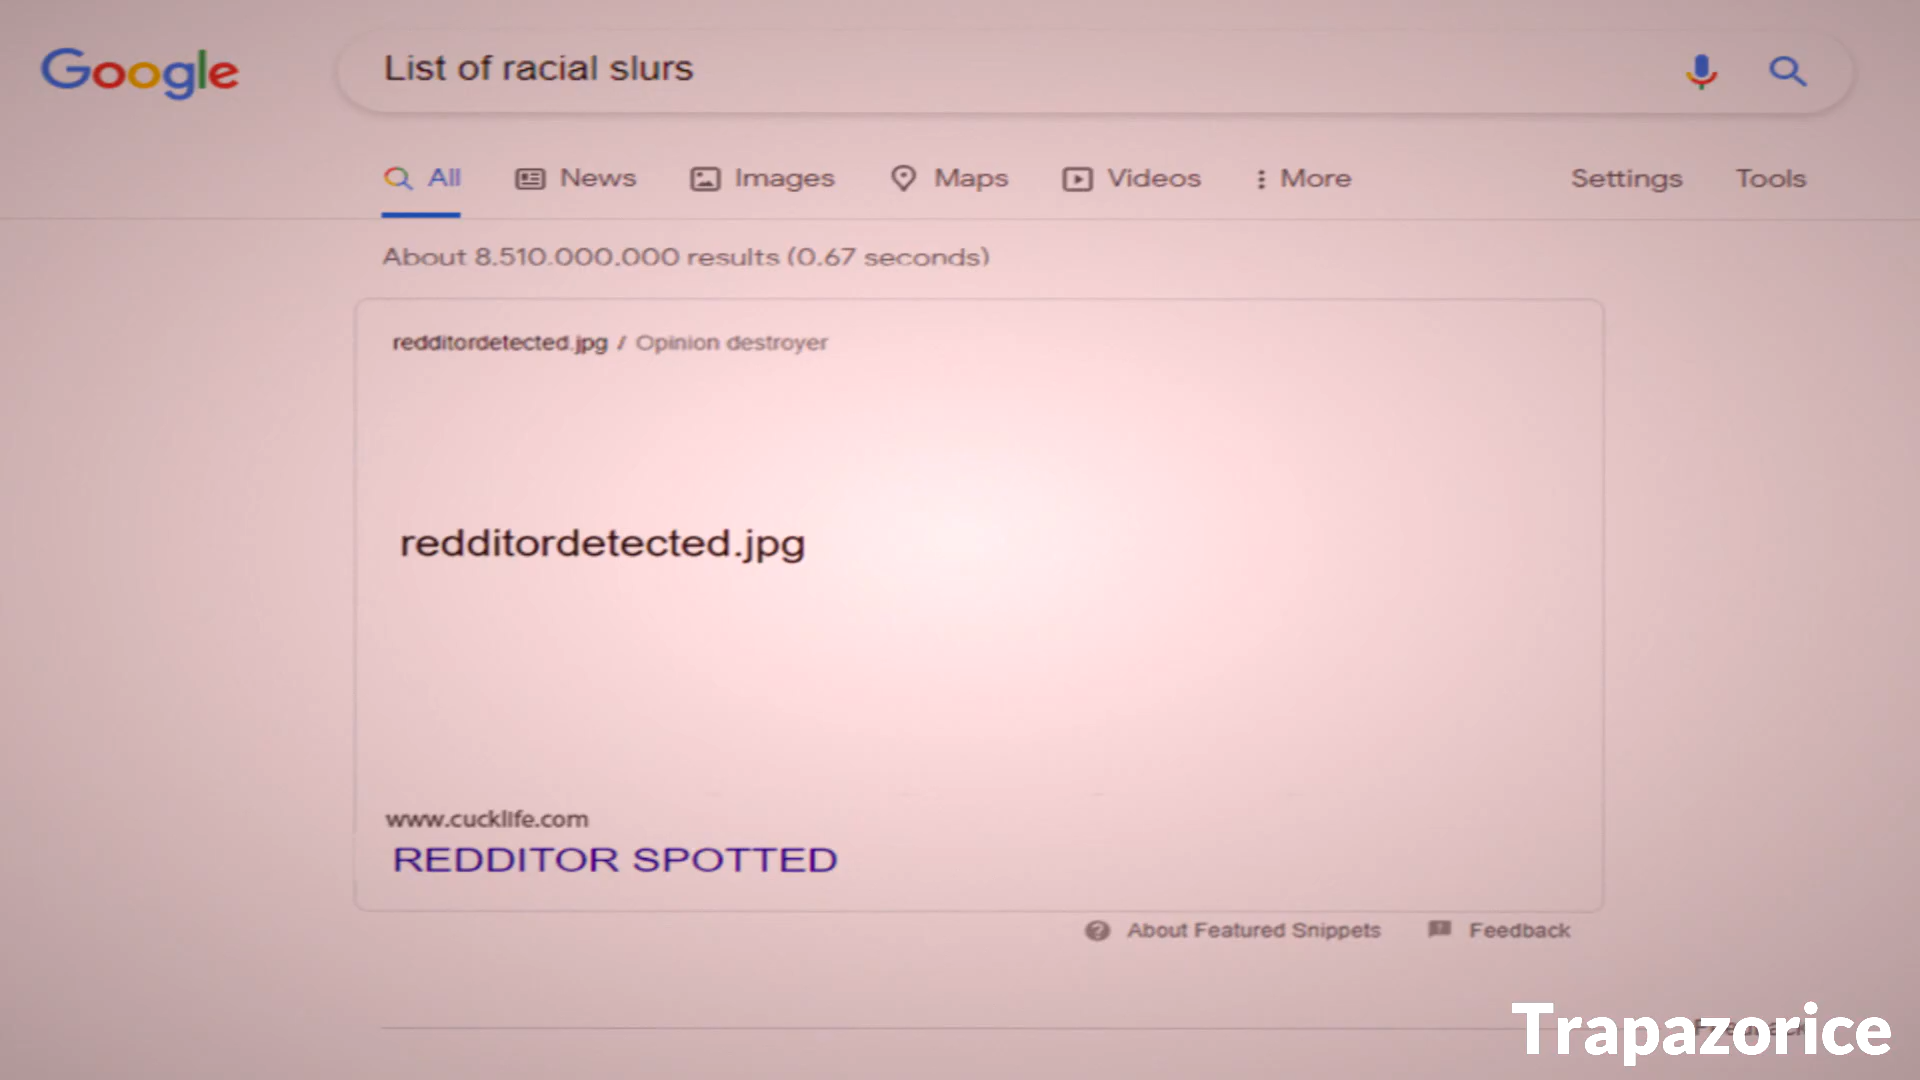 Google
List of racial slurs
All News Images Maps Videos More Settings Tools
About 8.510.000.000 results (0.67 seconds)
redditordetected.jpg / Opinion destroyer
redditordetected.jpg
www.cucklife.com
REDDITOR SPOTTED
About Featured Snippets Feedback
Trapazorice